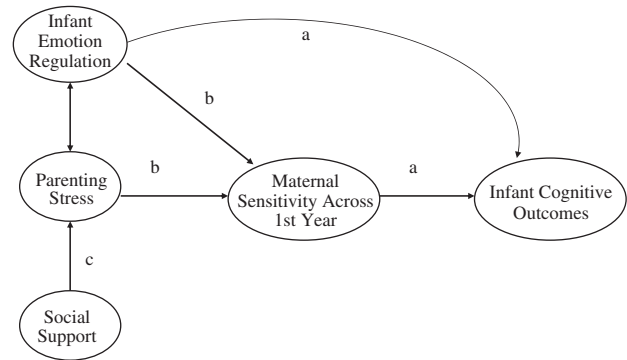 Infant
Emotion
Regulation
a
b
Parenting
Stress
b
Maternal
Sensitivity Across
1st Year
a
Infant Cognitive
Outcomes
c
Social
Support